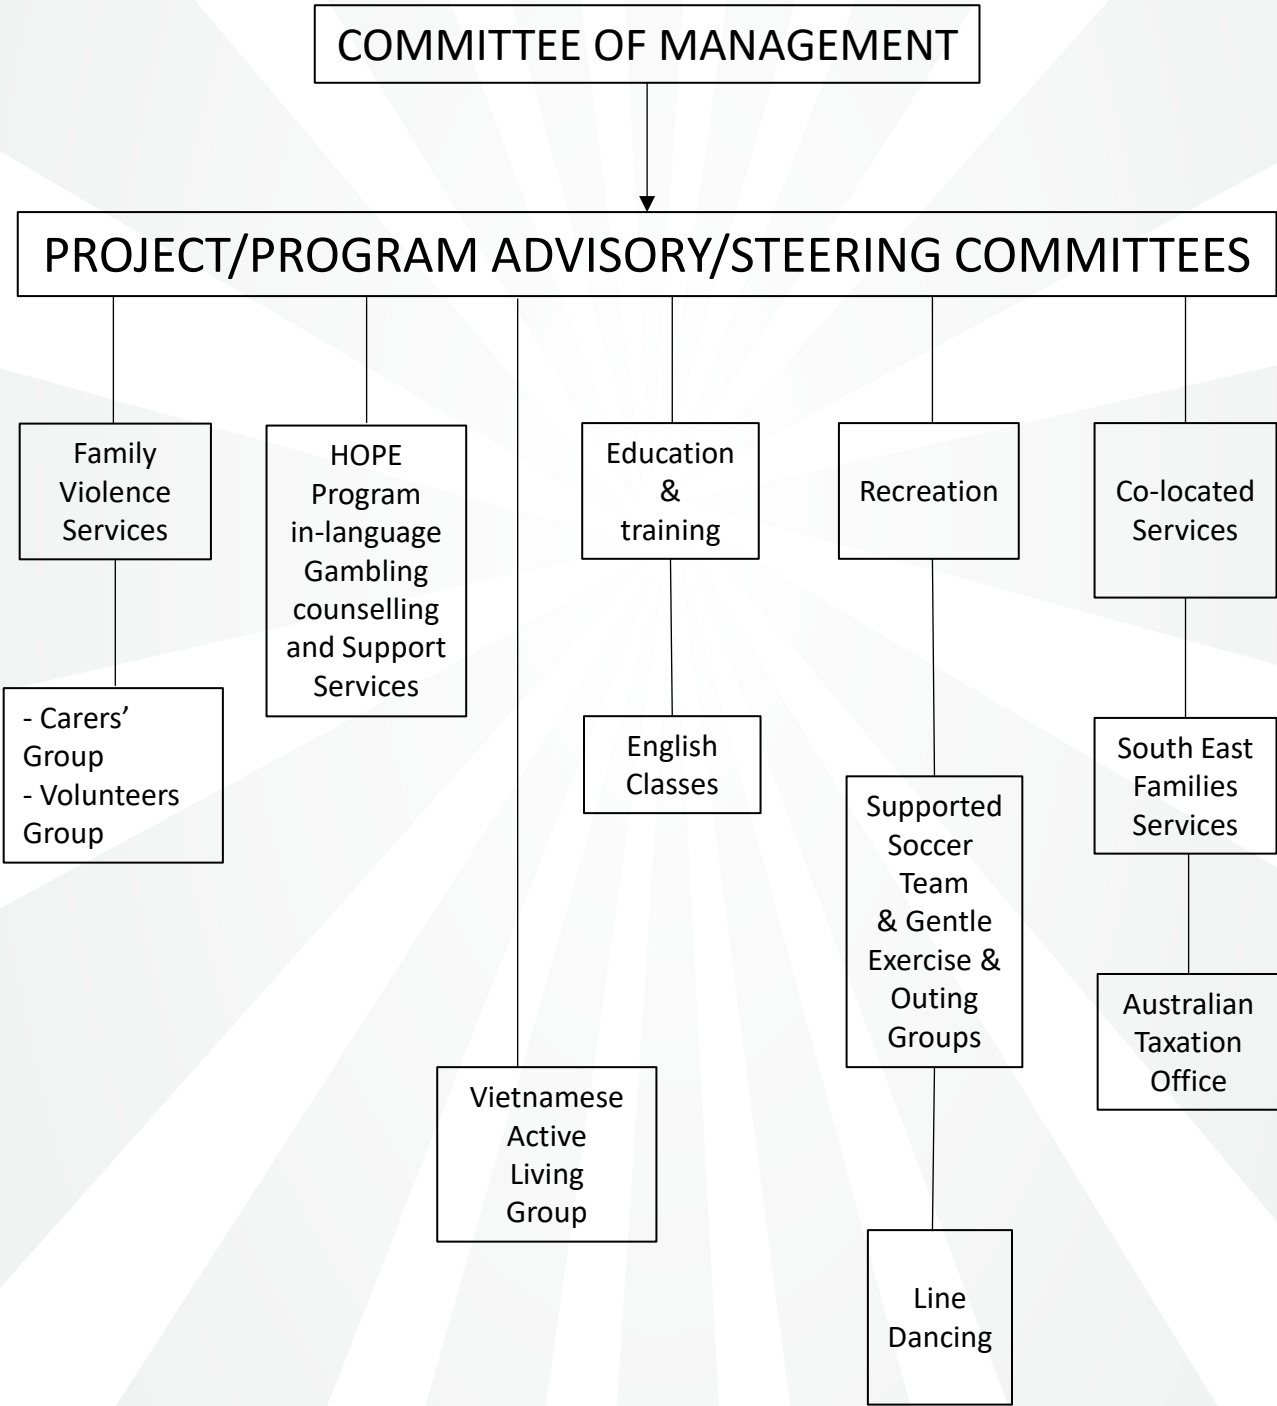 COMMITTEE OF MANAGEMENT
PROJECT/PROGRAM ADVISORY/STEERING COMMITTEES
Family
Violence
Services
- Carers’
Group
- Volunteers
Group
HOPE
Program
in-language
Gambling
counselling
and Support
Services
Vietnamese
Active
Living
Group
Education
&
training
English
Classes
Recreation
Supported
Soccer
Team
& Gentle
Exercise &
Outing
Groups
Line
Dancing
Co-located
Services
South East
Families
Services
Australian
Taxation
Office